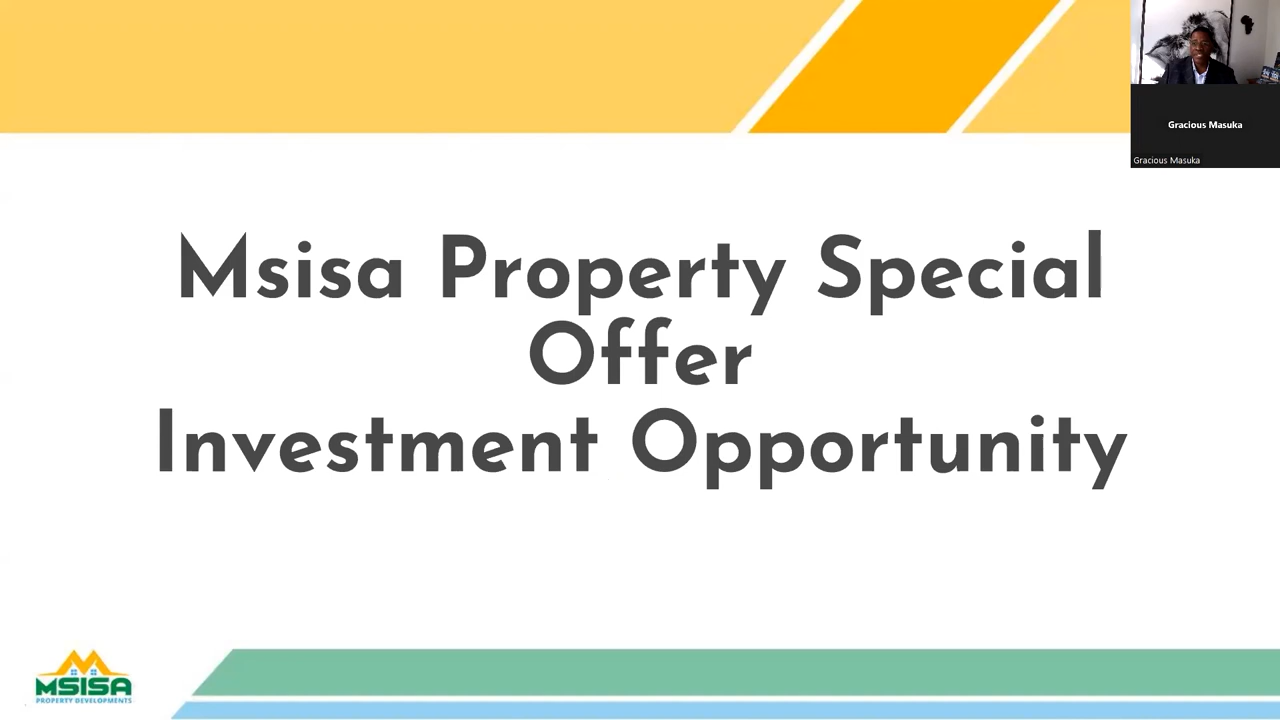 Gracious Masuka
Gracious Masuka
Msisa Property Special
Offer
Investment Opportunity
MSISA
PROPERTY DEVELOPMENTS